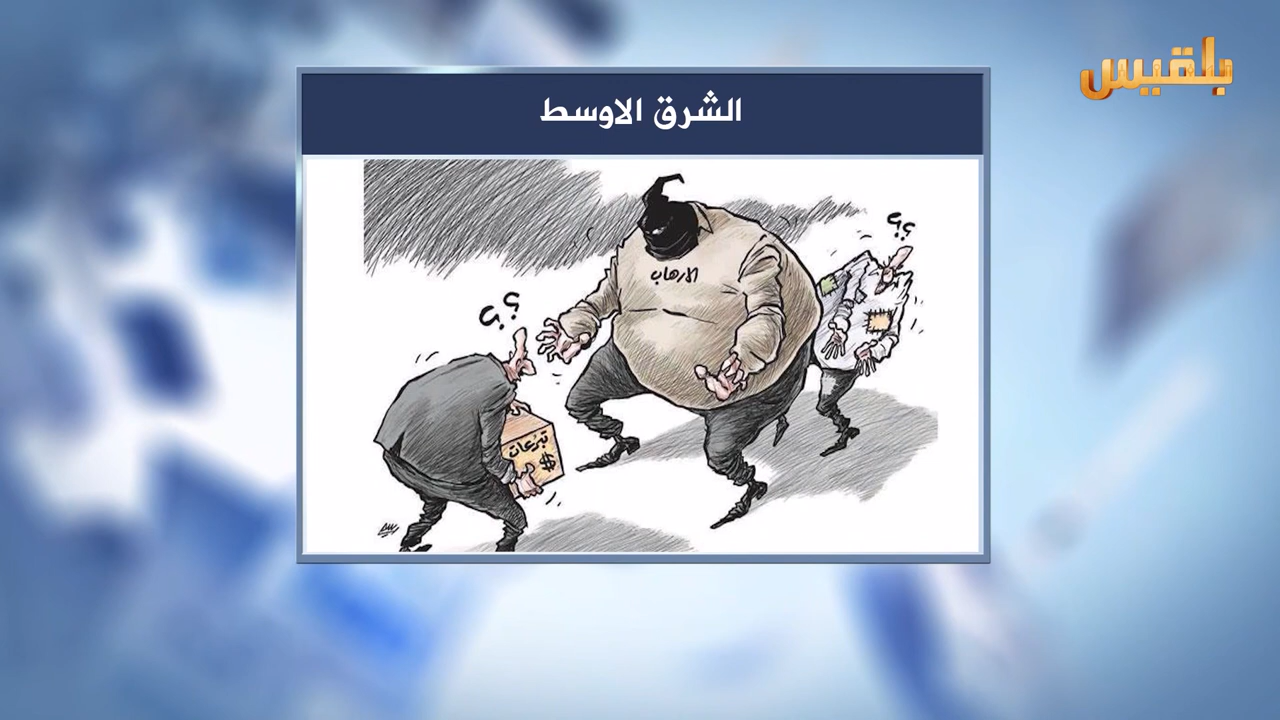 بلقيس
الشرق الاوسط
؟؟
الارهاب
؟؟
تبرعات
$